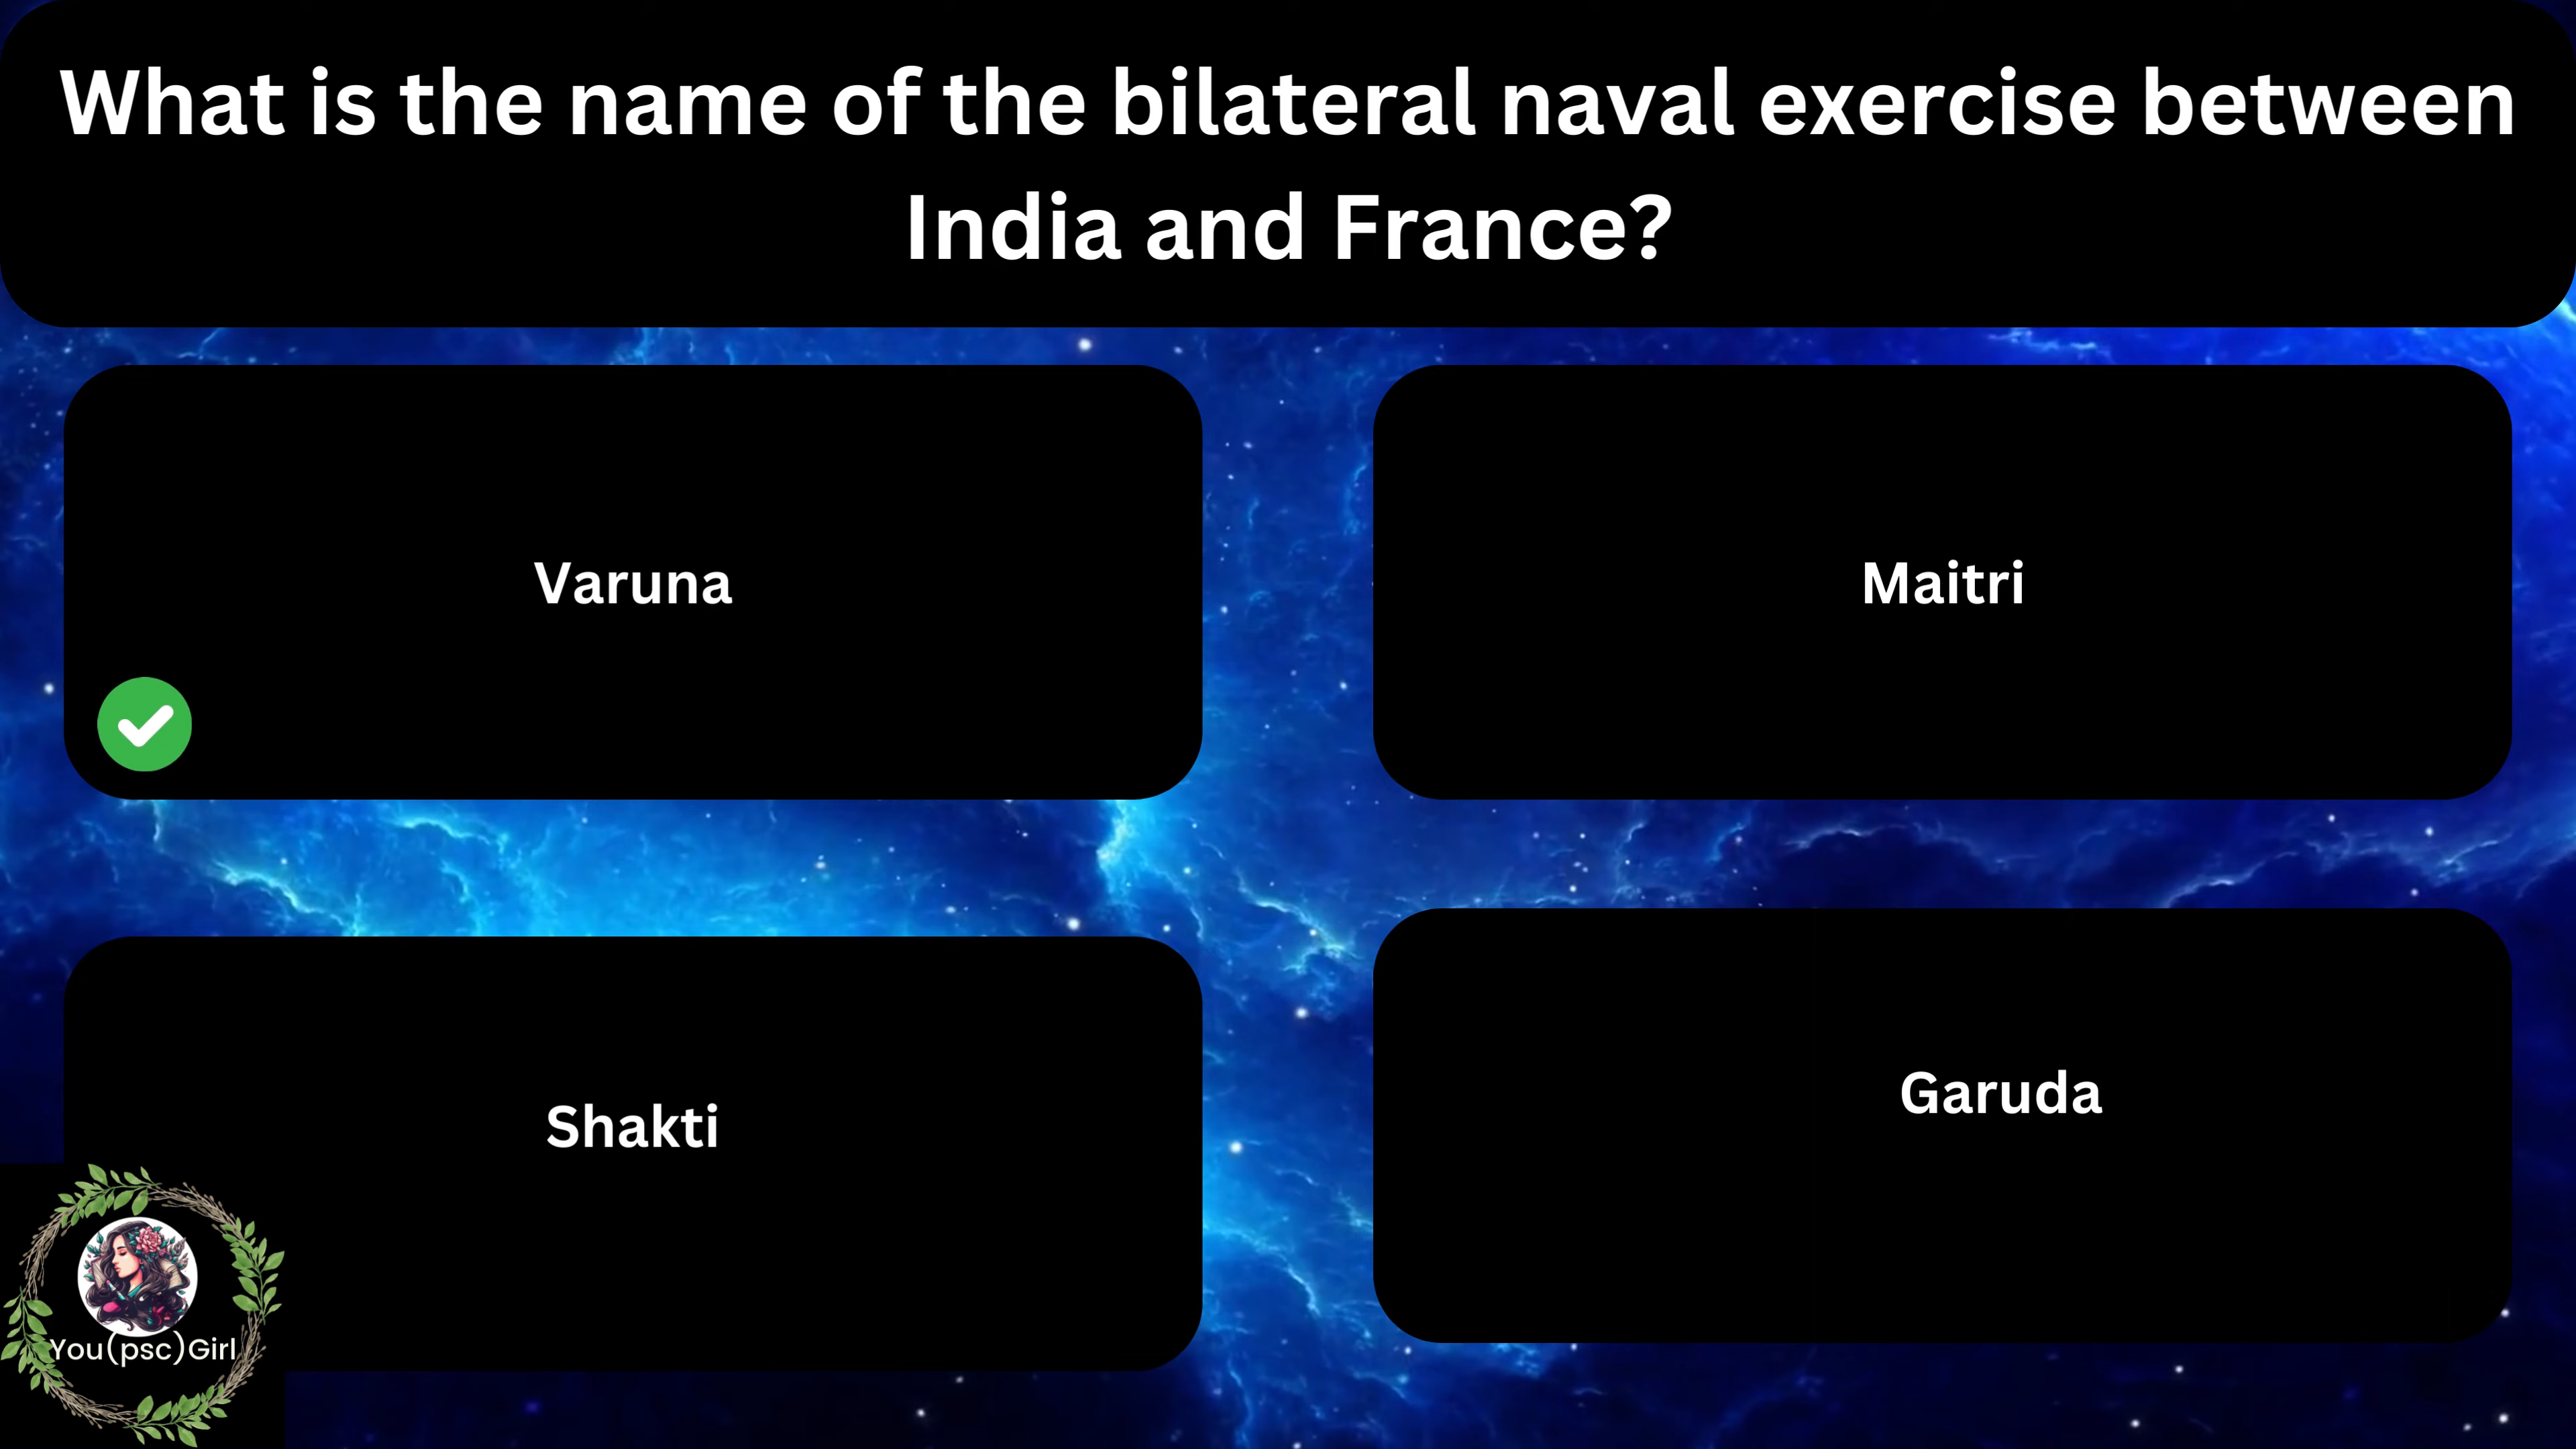 What is the name of the bilateral naval exercise between
India and France?
Varuna
Maitri
Shakti
Garuda
You(psc)Girl